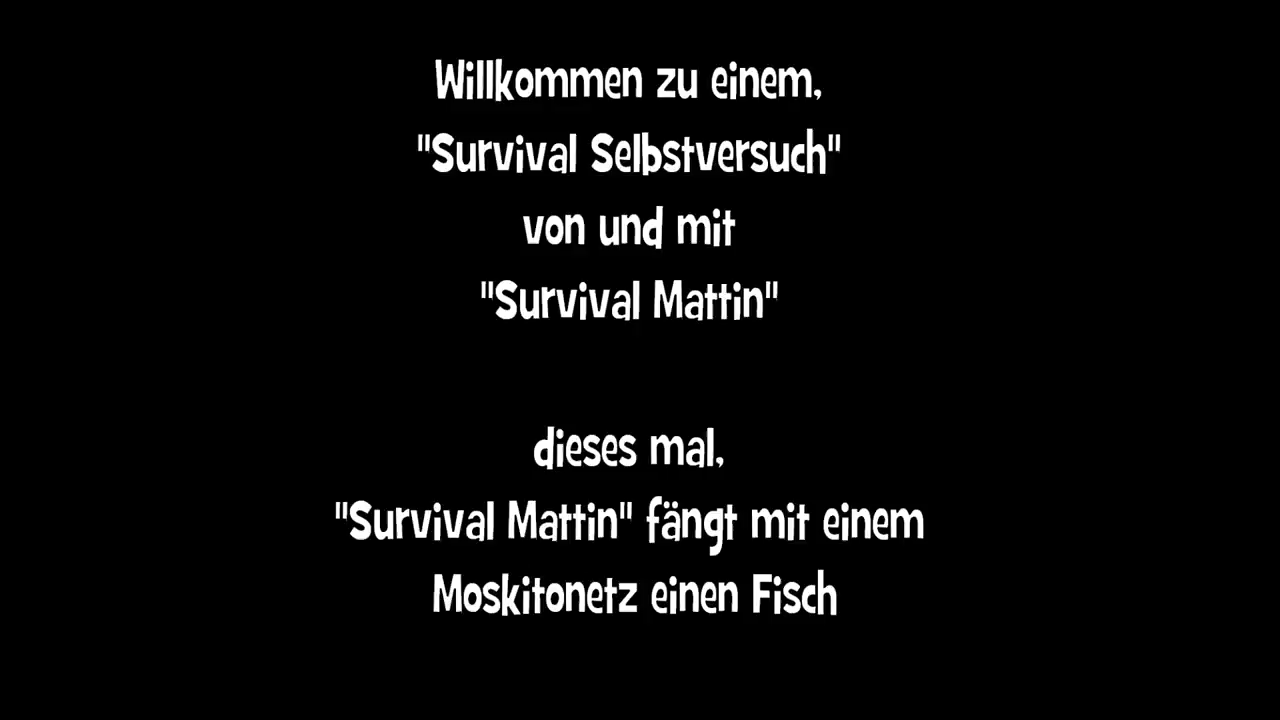 Willkommen zu einem,
"Survival Selbstversuch"
von und mit
"Survival Mattin"
dieses mal,
"Survival Mattin" fängt mit einem
Moskitonetz einen Fisch